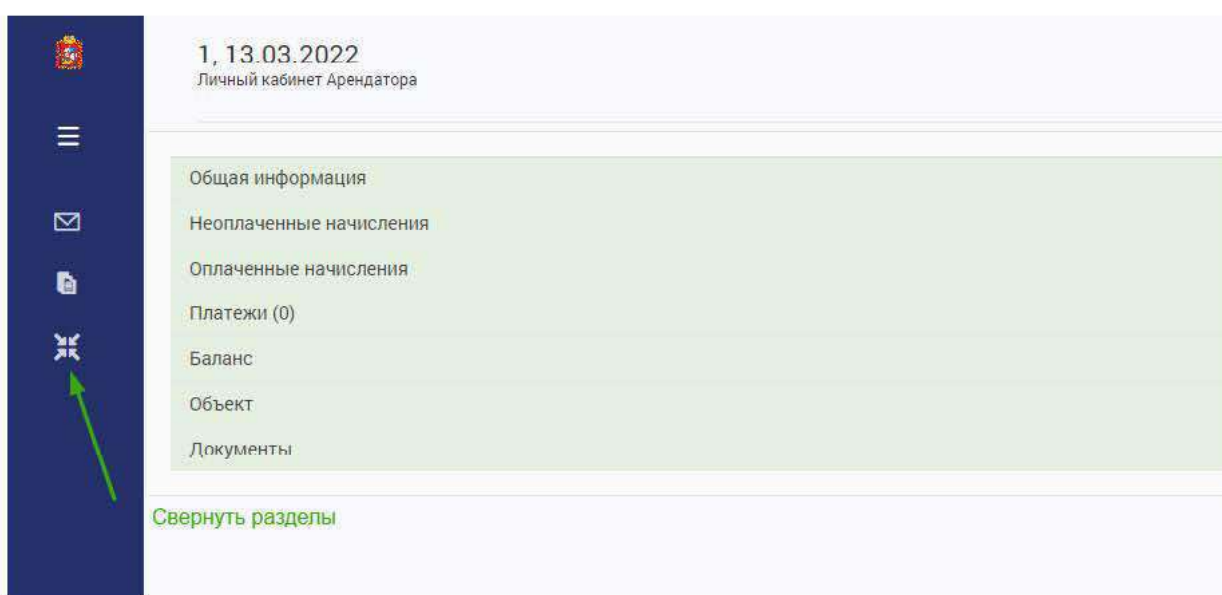 1, 13.03.2022
Личный кабинет Арендатора
Общая информация
Неоплаченные начисления
Оплаченные начисления
Платежи (0)
Баланс
Объект
Документы
Свернуть разделы